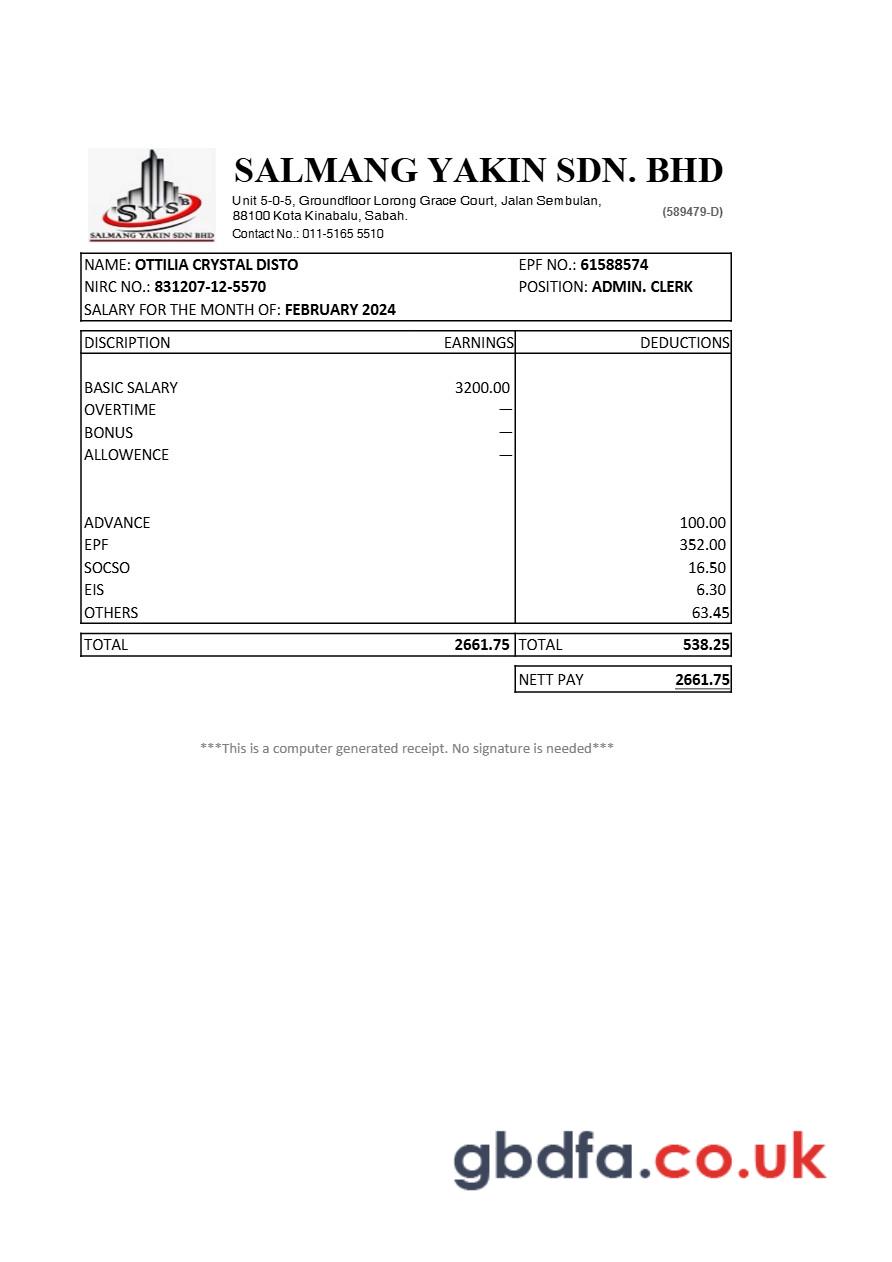 SYSB
SALMANG YAKIN SDN BHD
SALMANG YAKIN SDN. BHD
Unit 5-0-5, Groundfloor Lorong Grace Court, Jalan Sembulan,
88100 Kota Kinabalu, Sabah.
(589479-D)
Contact No.: 011-5165 5510
NAME: OTTILIA CRYSTAL DISTO EPF NO.: 61588574
NIRC NO.: 831207-12-5570 POSITION: ADMIN. CLERK
SALARY FOR THE MONTH OF: FEBRUARY 2024
DISCRIPTION EARNINGS DEDUCTIONS
BASIC SALARY 3200.00
OVERTIME —
BONUS —
ALLOWENCE —
ADVANCE 100.00
EPF 352.00
SOCSO 16.50
EIS 6.30
OTHERS 63.45
TOTAL 2661.75 TOTAL 538.25
NETT PAY 2661.75
***This is a computer generated receipt. No signature is needed***
gbdfa.co.uk